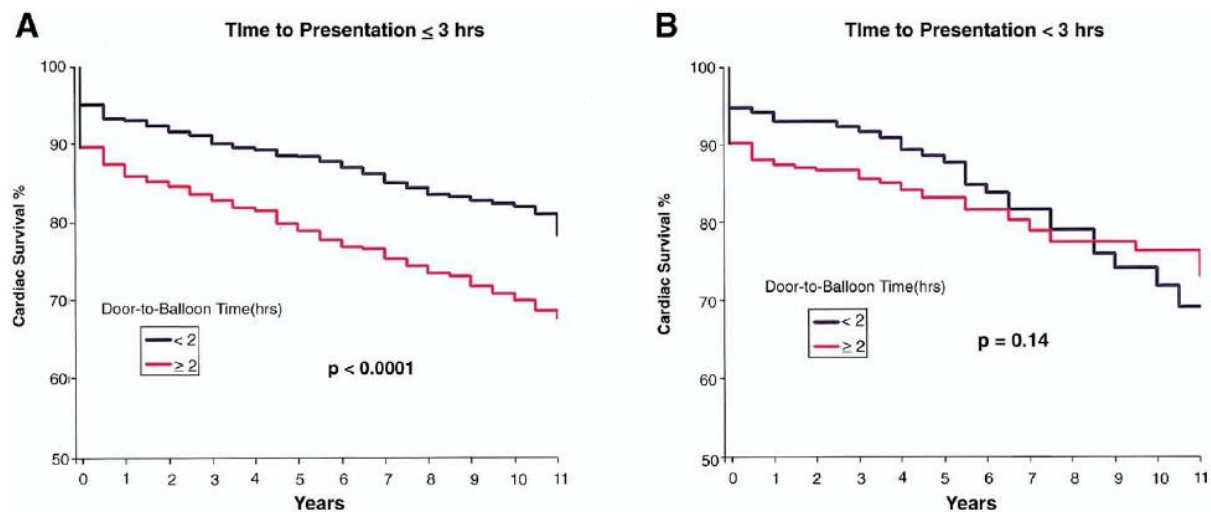 A
TIme to Presentation ≤ 3 hrs
Cardiac Survival %
100
90
80
70
60
50
Door-to-Balloon Time(hrs)
< 2
≥ 2
p < 0.0001
0 1 2 3 4 5 6 7 8 9 10 11
Years
B
TIme to Presentation < 3 hrs
Cardiac Survival %
100
90
80
70
60
50
Door-to-Balloon Time(hrs)
< 2
≥ 2
p = 0.14
0 1 2 3 4 5 6 7 8 9 10 11
Years